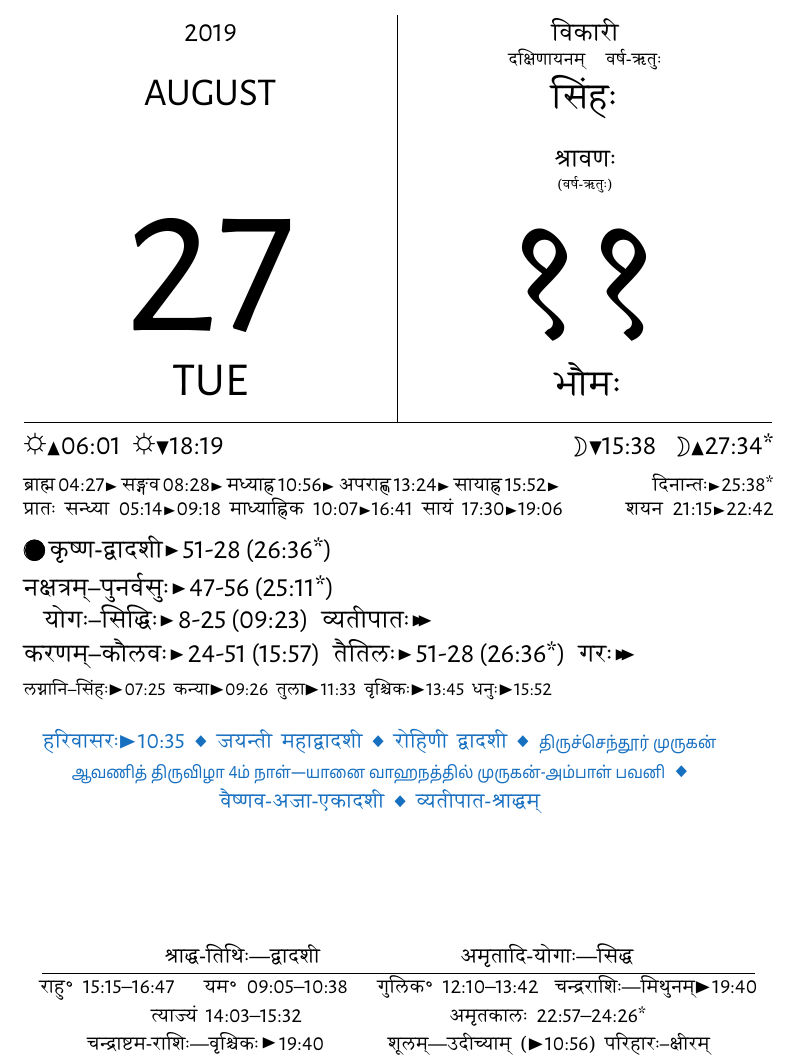 2019
AUGUST
27
TUE
विकारी
दक्षिणायनम् वर्ष-ऋतुः
सिंहः
श्रावणः
(वर्ष-ऋतुः)
११
भौमः
☼▲06:01 ☼▼18:19 ☽▼15:38 ☽▲27:34*
ब्राह्म 04:27► सङ्गव 08:28► मध्याह्न 10:56► अपराह्ण 13:24► सायाह्न 15:52► दिनान्तः►25:38*
प्रातः सन्ध्या 05:14►09:18 माध्याह्निक 10:07►16:41 सायं 17:30►19:06 शयन 21:15►22:42
●कृष्ण-द्वादशी►51-28 (26:36*)
नक्षत्रम्–पुनर्वसुः►47-56 (25:11*)
योगः–सिद्धिः►8-25 (09:23) व्यतीपातः►►
करणम्–कौलवः►24-51 (15:57) तैतिलः►51-28 (26:36*) गरः►►
लग्नानि–सिंहः►07:25 कन्या►09:26 तुला►11:33 वृश्चिकः►13:45 धनुः►15:52
हरिवासरः►10:35 ◆ जयन्ती महाद्वादशी ◆ रोहिणी द्वादशी ◆ திருச்செந்தூர் முருகன்
ஆவணித் திருவிழா 4ம் நாள்—யானை வாஹநத்தில் முருகன்-அம்பாள் பவனி ◆
वैष्णव-अजा-एकादशी ◆ व्यतीपात-श्राद्धम्
श्राद्ध-तिथिः—द्वादशी अमृतादि-योगाः—सिद्ध
राहु° 15:15–16:47 यम° 09:05–10:38 गुलिक° 12:10–13:42 चन्द्रराशिः—मिथुनम्►19:40
त्याज्यं 14:03–15:32 अमृतकालः 22:57–24:26*
चन्द्राष्टम-राशिः—वृश्चिकः►19:40 शूलम्—उदीच्याम् (►10:56) परिहारः–क्षीरम्